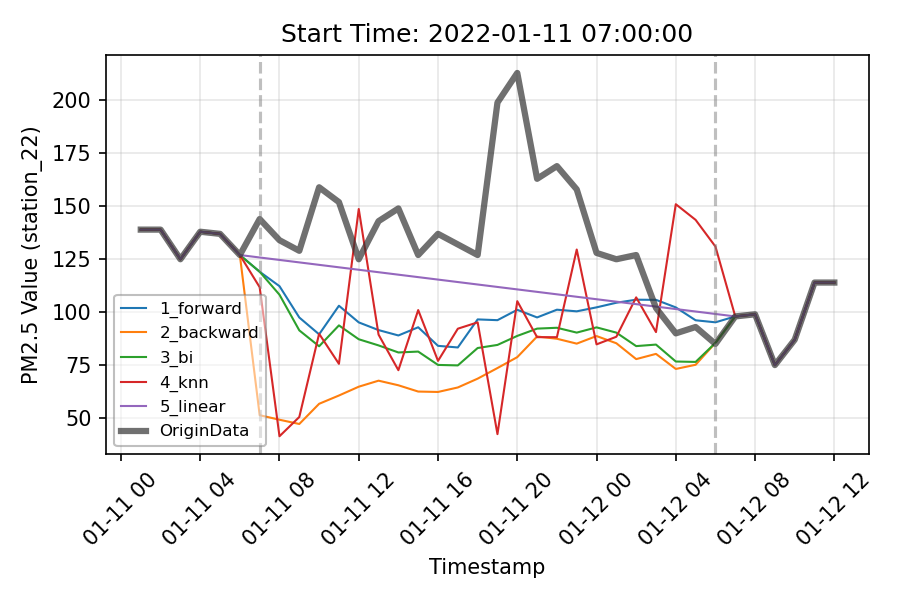 Start Time: 2022-01-11 07:00:00
PM2.5 Value (station_22)
200
175
150
125
100
75
50
1_forward
2_backward
3_bi
4_knn
5_linear
OriginData
01-11 00
01-11 04
01-11 08
01-11 12
01-11 16
01-11 20
01-12 00
01-12 04
01-12 08
01-12 12
Timestamp